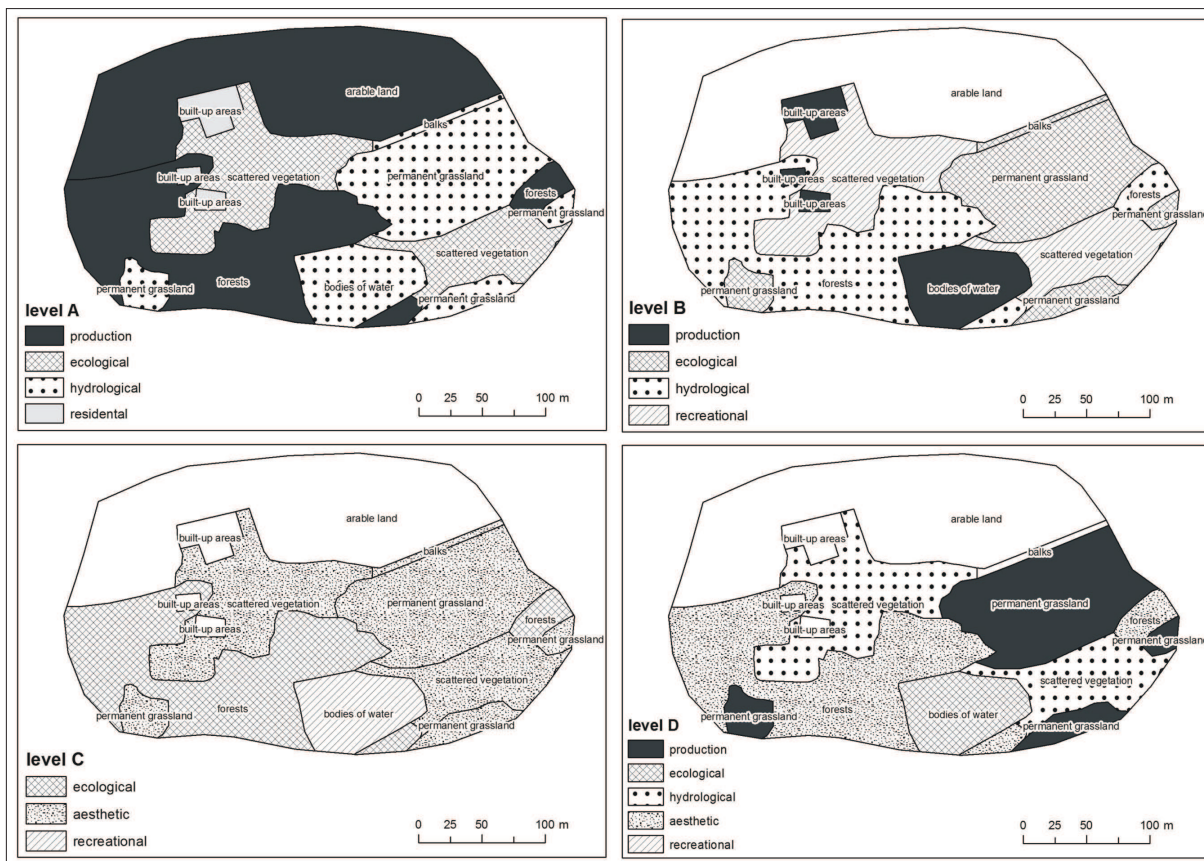 arable land
built-up areas
balks
built-up areas
scattered vegetation
permanent grassland
built-up areas
forests
permanent grassland
scattered vegetation
permanent grassland
forests
bodies of water
permanent grassland
level A
production
ecological
hydrological
residental
0 25 50 100 m
arable land
built-up areas
balks
built-up areas
scattered vegetation
permanent grassland
built-up areas
forests
permanent grassland
scattered vegetation
permanent grassland
forests
bodies of water
permanent grassland
level B
production
ecological
hydrological
recreational
0 25 50 100 m
arable land
built-up areas
balks
built-up areas
scattered vegetation
permanent grassland
built-up areas
forests
permanent grassland
scattered vegetation
permanent grassland
forests
bodies of water
permanent grassland
level C
ecological
aesthetic
recreational
0 25 50 100 m
arable land
built-up areas
balks
built-up areas
scattered vegetation
permanent grassland
built-up areas
forests
permanent grassland
scattered vegetation
permanent grassland
forests
bodies of water
permanent grassland
level D
production
ecological
hydrological
aesthetic
recreational
0 25 50 100 m